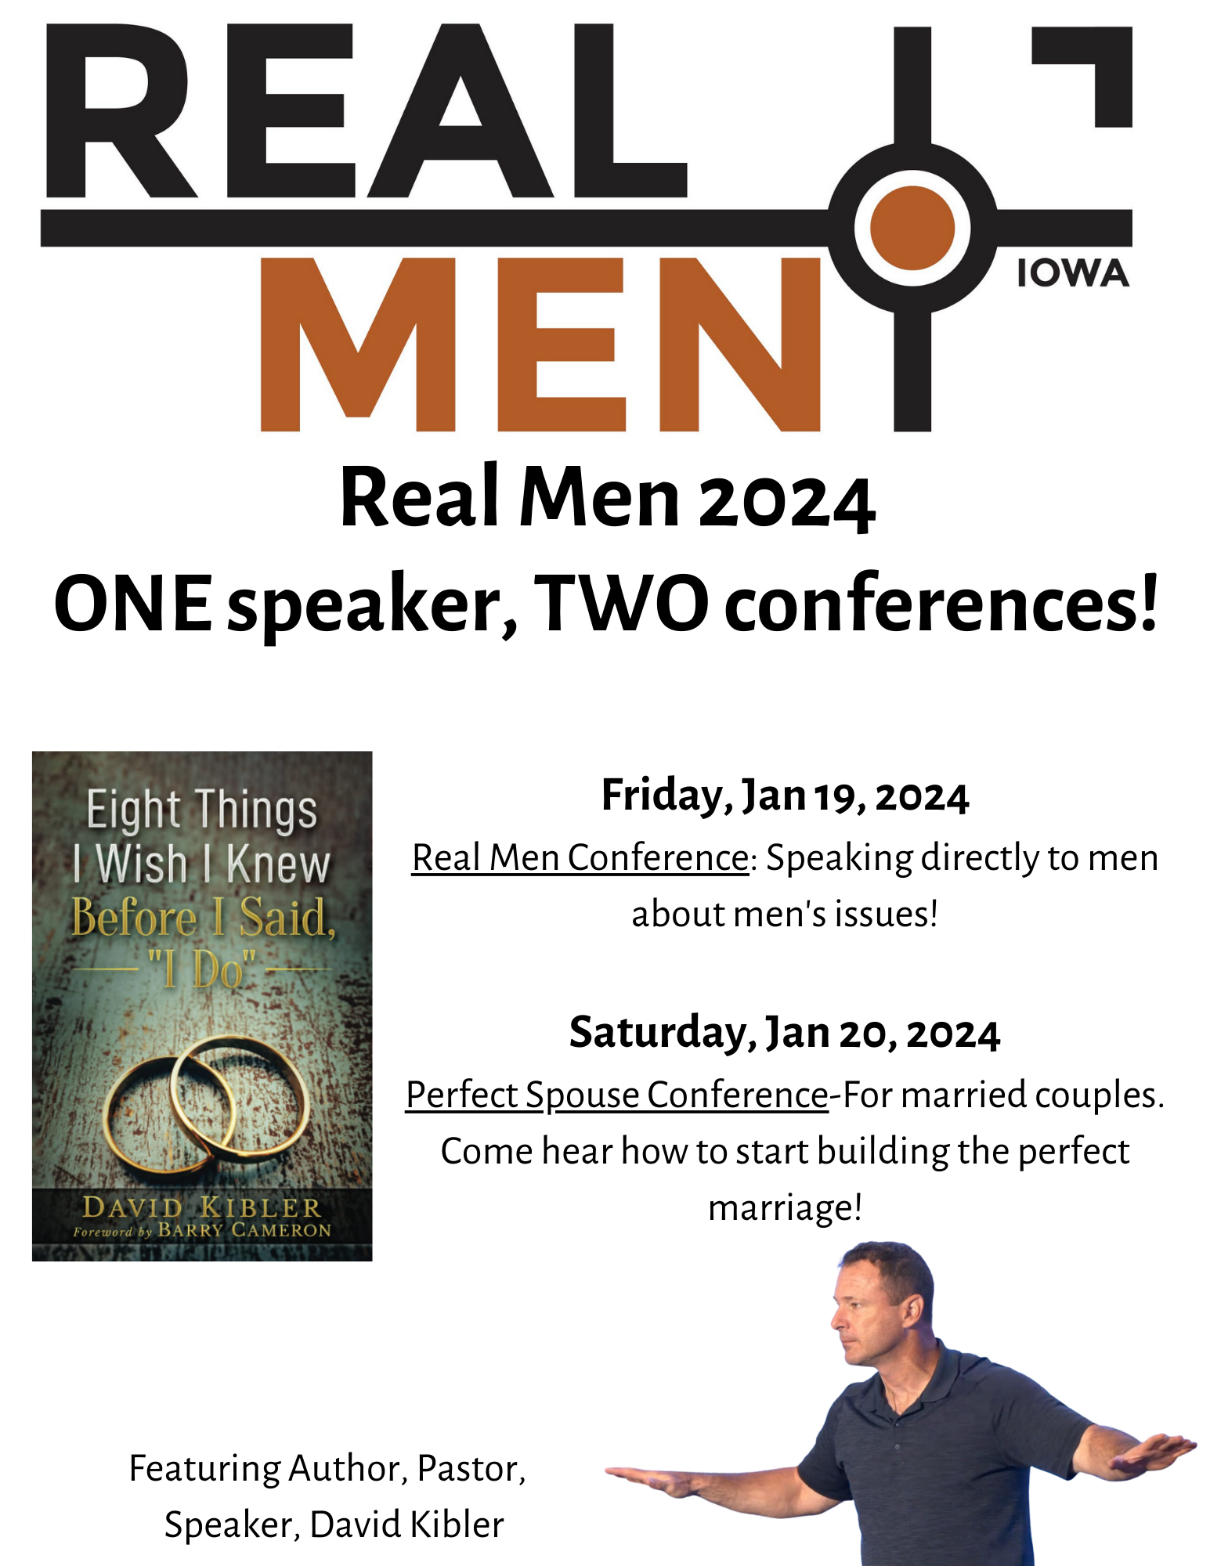 REAL
MEN
IOWA
Real Men 2024
ONE speaker, TWO conferences!
Eight Things
I Wish I Knew
Before I Said,
"I Do"
DAVID KIBLER
Foreword by BARRY CAMERON
Friday, Jan 19, 2024
Real Men Conference: Speaking directly to men
about men's issues!
Saturday, Jan 20, 2024
Perfect Spouse Conference-For married couples.
Come hear how to start building the perfect
marriage!
Featuring Author, Pastor,
Speaker, David Kibler